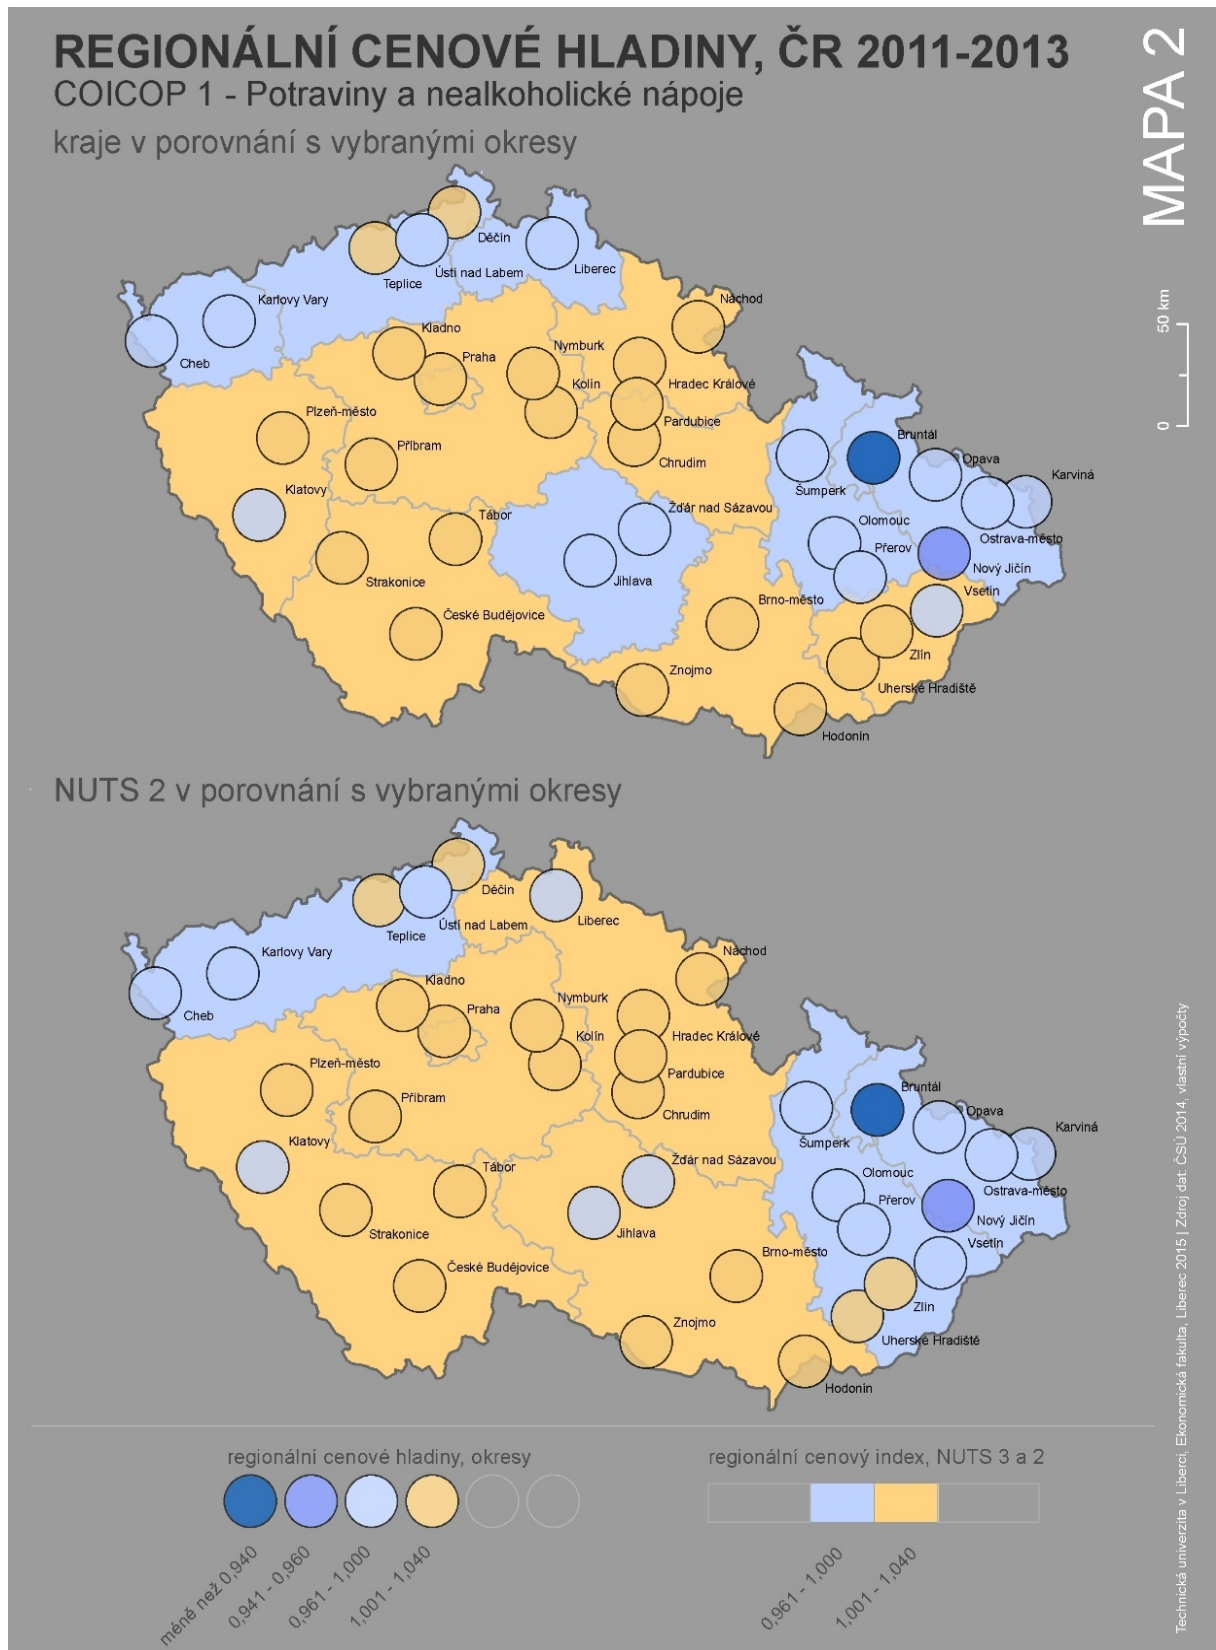 REGIONÁLNÍ CENOVÉ HLADINY, ČR 2011-2013
COICOP 1 - Potraviny a nealkoholické nápoje
kraje v porovnání s vybranými okresy
MAPA 2
50 km
0
Děčín
Ústí nad Labem
Teplice
Liberec
Karlovy Vary
Cheb
Náchod
Kladno
Praha
Nymburk
Kolín
Hradec Králové
Pardubice
Chrudim
Plzeň-město
Příbram
Klatovy
Tábor
Strakonice
České Budějovice
Žďár nad Sázavou
Jihlava
Šumperk
Bruntál
Opava
Karviná
Ostrava-město
Olomouc
Přerov
Nový Jičín
Vsetín
Brno-město
Zlín
Uherské Hradiště
Znojmo
Hodonín
NUTS 2 v porovnání s vybranými okresy
Děčín
Ústí nad Labem
Teplice
Liberec
Karlovy Vary
Cheb
Náchod
Kladno
Praha
Nymburk
Kolín
Hradec Králové
Pardubice
Chrudim
Plzeň-město
Příbram
Klatovy
Tábor
Strakonice
České Budějovice
Žďár nad Sázavou
Jihlava
Šumperk
Bruntál
Opava
Karviná
Ostrava-město
Olomouc
Přerov
Nový Jičín
Vsetín
Brno-město
Zlín
Uherské Hradiště
Znojmo
Hodonín
regionální cenové hladiny, okresy
méně než 0,940
0,941 - 0,960
0,961 - 1,000
1,001 - 1,040
regionální cenový index, NUTS 3 a 2
0,961 - 1,000
1,001 - 1,040
Technická univerzita v Liberci, Ekonomická fakulta, Liberec 2015 | Zdroj dat: ČSÚ 2014, vlastní výpočty